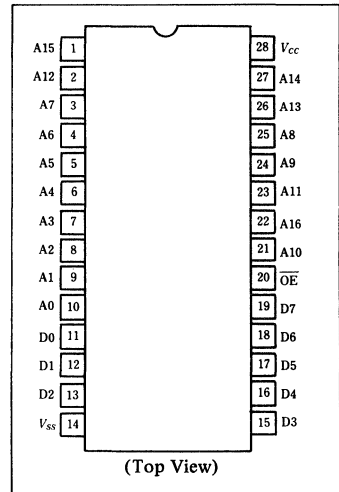 A15 1 28 Vcc
A12 2 27 A14
A7 3 26 A13
A6 4 25 A8
A5 5 24 A9
A4 6 23 A11
A3 7 22 A16
A2 8 21 A10
A1 9 20 OE
A0 10 19 D7
D0 11 18 D6
D1 12 17 D5
D2 13 16 D4
Vss 14 15 D3
(Top View)